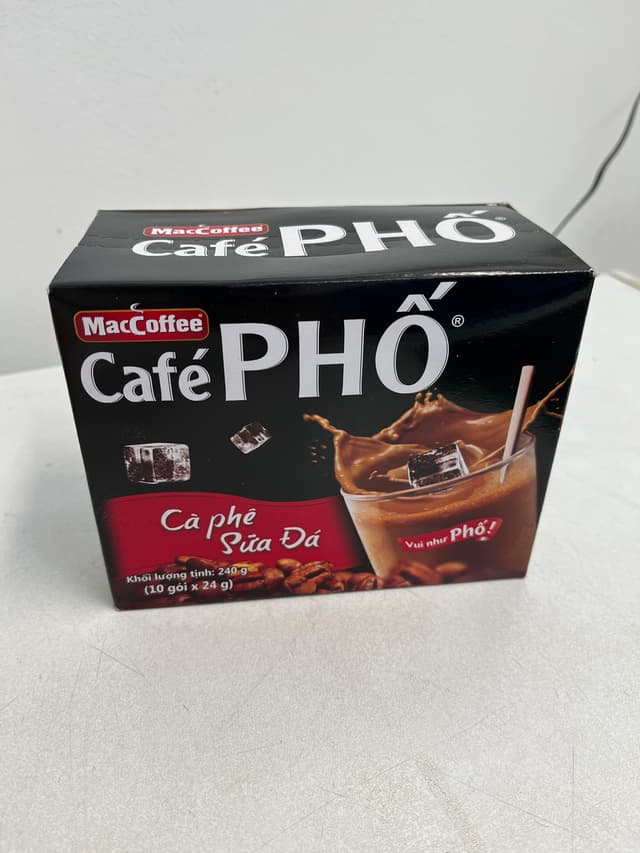 MacCoffee
Café PHỐ®
MacCoffee
Café PHỐ®
Cà phê
Sữa Đá
Vui như Phố!
Khối lượng tịnh: 240 g
(10 gói x 24 g)